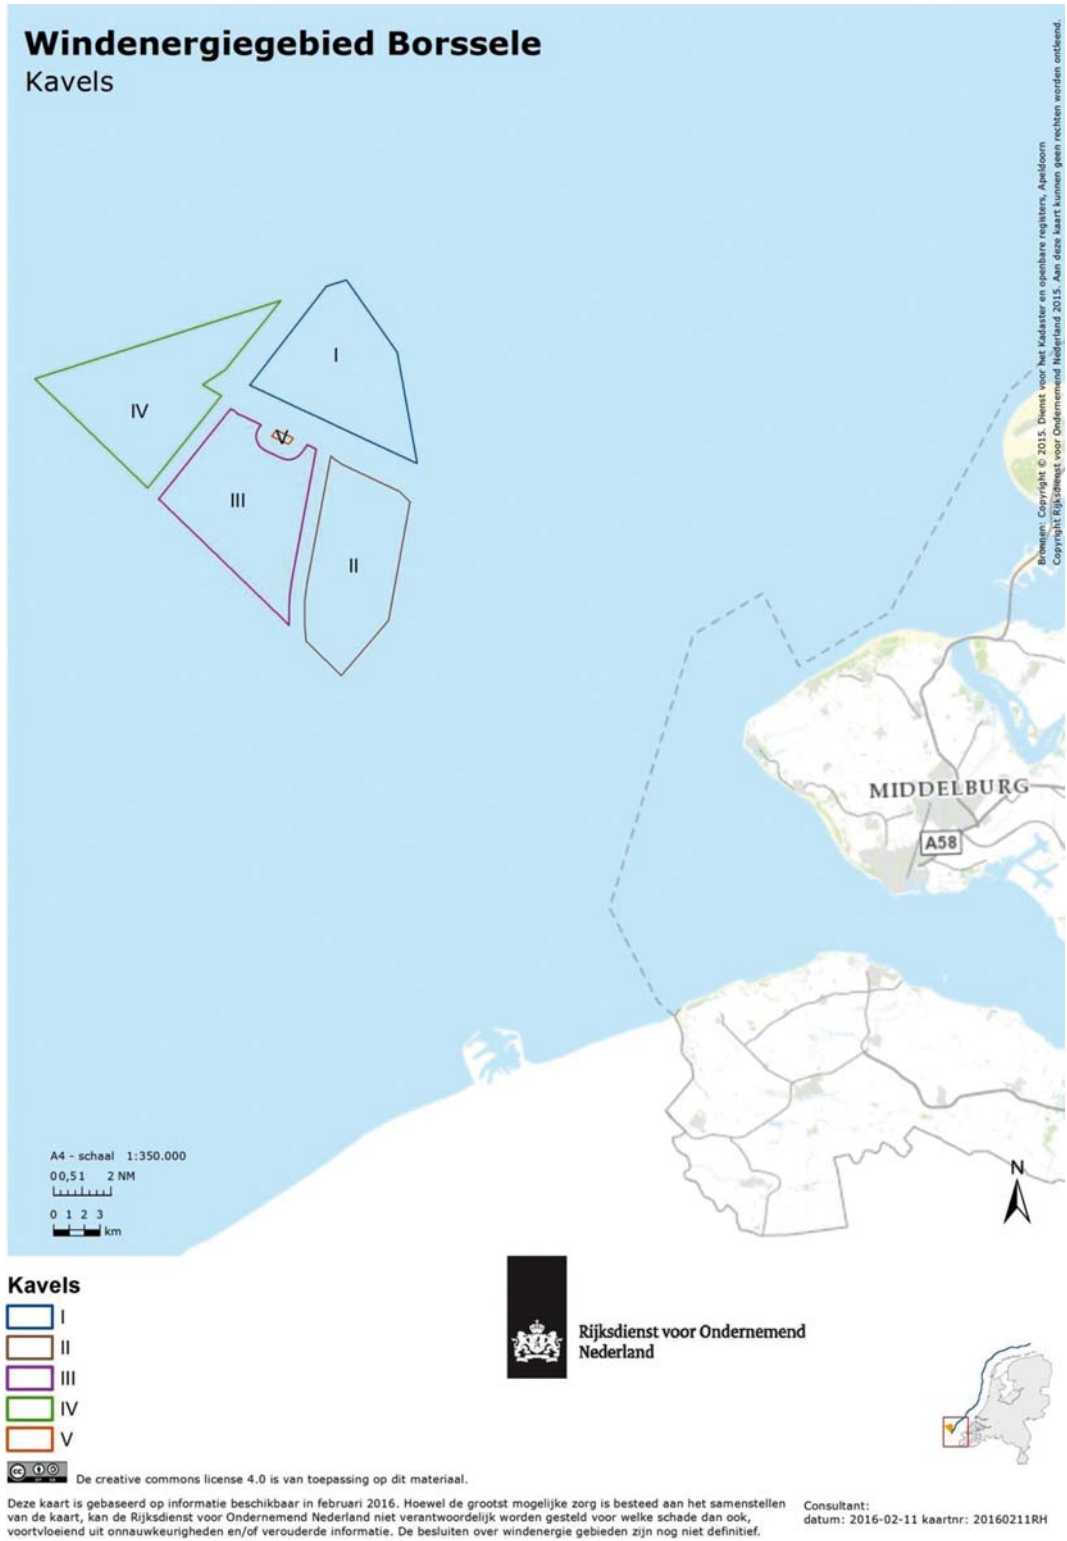 Windenergiegebied Borssele
Kavels
Bronnen: Copyright © 2015. Dienst voor het Kadaster en openbare registers, Apeldoorn
Copyright Rijksdienst voor Ondernemend Nederland 2015. Aan deze kaart kunnen geen rechten worden ontleend.
I
IV
V
III
II
MIDDELBURG
A58
A4 - schaal 1:350.000
0 0,5 1 2 NM
0 1 2 3
km
N
Kavels
I
II
III
IV
V
Rijksdienst voor Ondernemend
Nederland
De creative commons license 4.0 is van toepassing op dit materiaal.
Deze kaart is gebaseerd op informatie beschikbaar in februari 2016. Hoewel de grootst mogelijke zorg is besteed aan het samenstellen
van de kaart, kan de Rijksdienst voor Ondernemend Nederland niet verantwoordelijk worden gesteld voor welke schade dan ook,
voortvloeiend uit onnauwkeurigheden en/of verouderde informatie. De besluiten over windenergie gebieden zijn nog niet definitief.
Consultant:
datum: 2016-02-11 kaartnr: 20160211RH